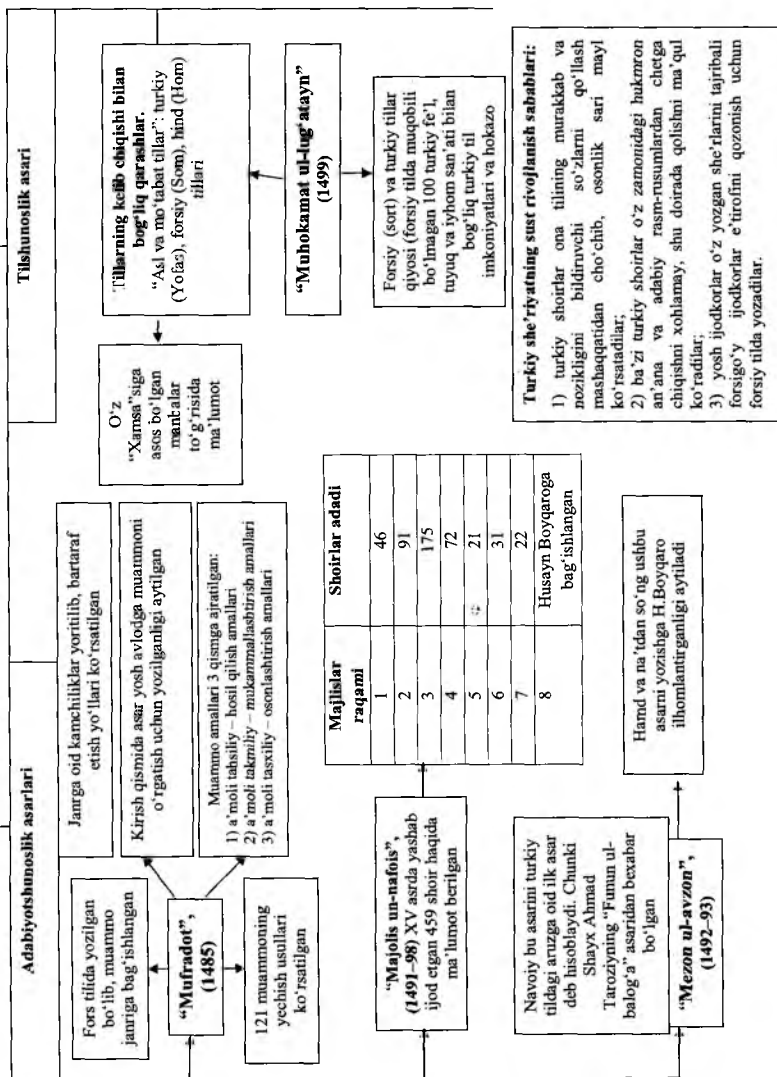 Adabiyotshunoslik asarlari
Fors tilida yozilgan
bo‘lib, muammo
janriga bag‘ishlangan
“Mufradot”,
(1485)
121 muammoning
yechish usullari
ko‘rsatilgan
Janrga oid kamchiliklar yoritilib, bartaraf
etish yo‘llari ko‘rsatilgan
Kirish qismida asar yosh avlodga muammoni
o‘rgatish uchun yozilganligi aytilgan
Muammo amallari 3 qismga ajratilgan:
1) a’moli tahsiliy – hosil qilish amallari
2) a’moli takmiliy – mukammallashtirish amallari
3) a’moli tasxiliy – osonlashtirish amallari
“Majolis un-nafois”,
(1491–98) XV asrda yashab
ijod etgan 459 shoir haqida
ma’lumot berilgan
Majlislar
raqami
Shoirlar adadi
1 46
2 91
3 175
4 72
5 21
6 31
7 22
8 Husayn Boyqaroga
bag‘ishlangan
Navoiy bu asarini turkiy
tildagi aruzga oid ilk asar
deb hisoblaydi. Chunki
Shayx Ahmad
Taroziyning “Funun ul-
balog‘a” asaridan bexabar
bo‘lgan
“Mezon ul-avzon”,
(1492–93)
Hamd va na’tdan so‘ng ushbu
asarni yozishga H.Boyqaro
ilhomlantirganligi aytiladi
Tilshunoslik asari
O‘z
“Xamsa”siga
asos bo‘lgan
manbalar
to‘g‘risida
ma’lumot
Tillarning kelib chiqishi bilan
bog‘liq qarashlar.
“Asl va mo‘tabat tillar”: turkiy
(Yofas), forsiy (Som), hind (Hom)
tillari
“Muhokamat ul-lug‘atayn”
(1499)
Forsiy (sort) va turkiy tillar
qiyosi (forsiy tilda muqobili
bo‘lmagan 100 turkiy fe’l,
tuyuq va iyhom san’ati bilan
bog‘liq turkiy til
imkoniyatlari va hokazo
Turkiy she’riyatning sust rivojlanish sabablari:
1) turkiy shoirlar ona tilining murakkab va
nozikligini bildiruvchi so‘zlarni qo‘llash
mashaqqatidan cho‘chib, osonlik sari mayl
ko‘rsatadilar;
2) ba’zi turkiy shoirlar o‘z zamonidagi hukmron
an’ana va adabiy rasm-rusumlardan chetga
chiqishni xohlamay, shu doirada qolishni ma’qul
ko‘radilar;
3) yosh ijodkorlar o‘z yozgan she’rlarini tajribali
forsigo‘y ijodkorlar e’tirofini qozonish uchun
forsiy tilda yozadilar.